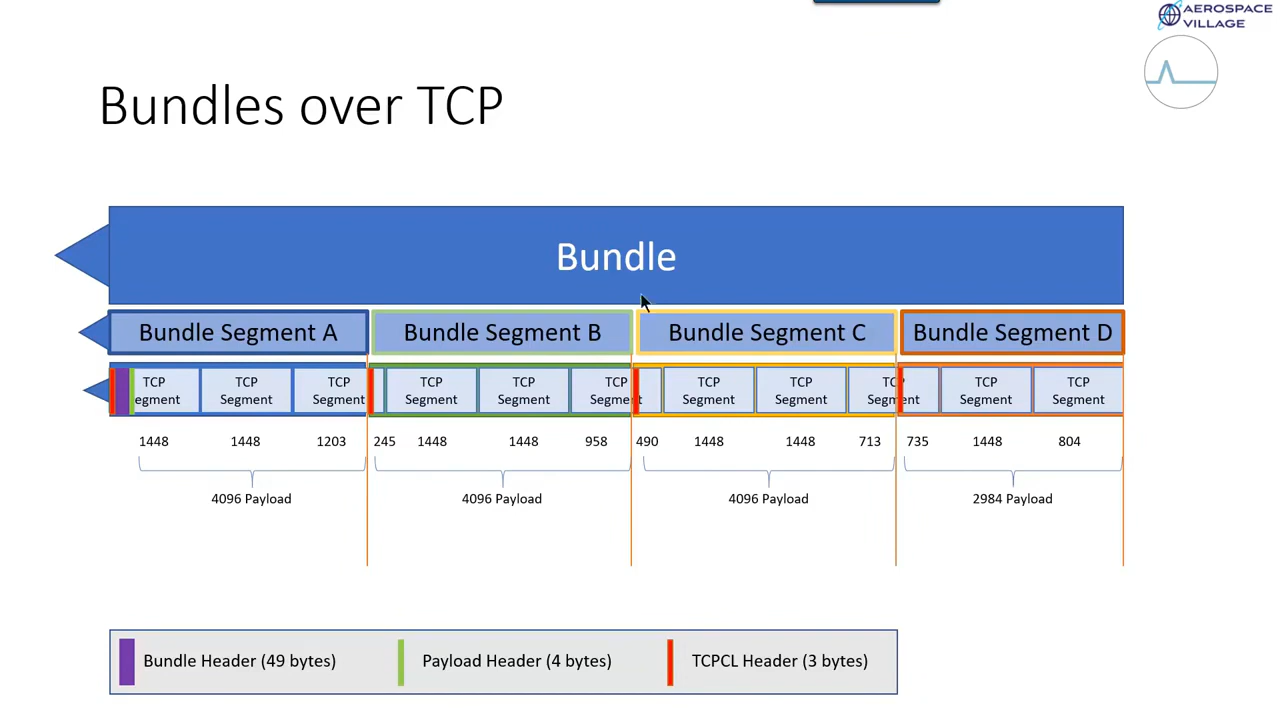 AEROSPACE
VILLAGE
Bundles over TCP
Bundle
Bundle Segment A Bundle Segment B Bundle Segment C Bundle Segment D
TCP TCP TCP TCP TCP TCP TCP TCP TCP TCP TCP
egment Segment Segment Segment Segment Segment Segment Segment Segment Segment Segment
1448 1448 1203 245 1448 1448 958 490 1448 1448 713 735 1448 804
4096 Payload 4096 Payload 4096 Payload 2984 Payload
Bundle Header (49 bytes) Payload Header (4 bytes) TCPCL Header (3 bytes)